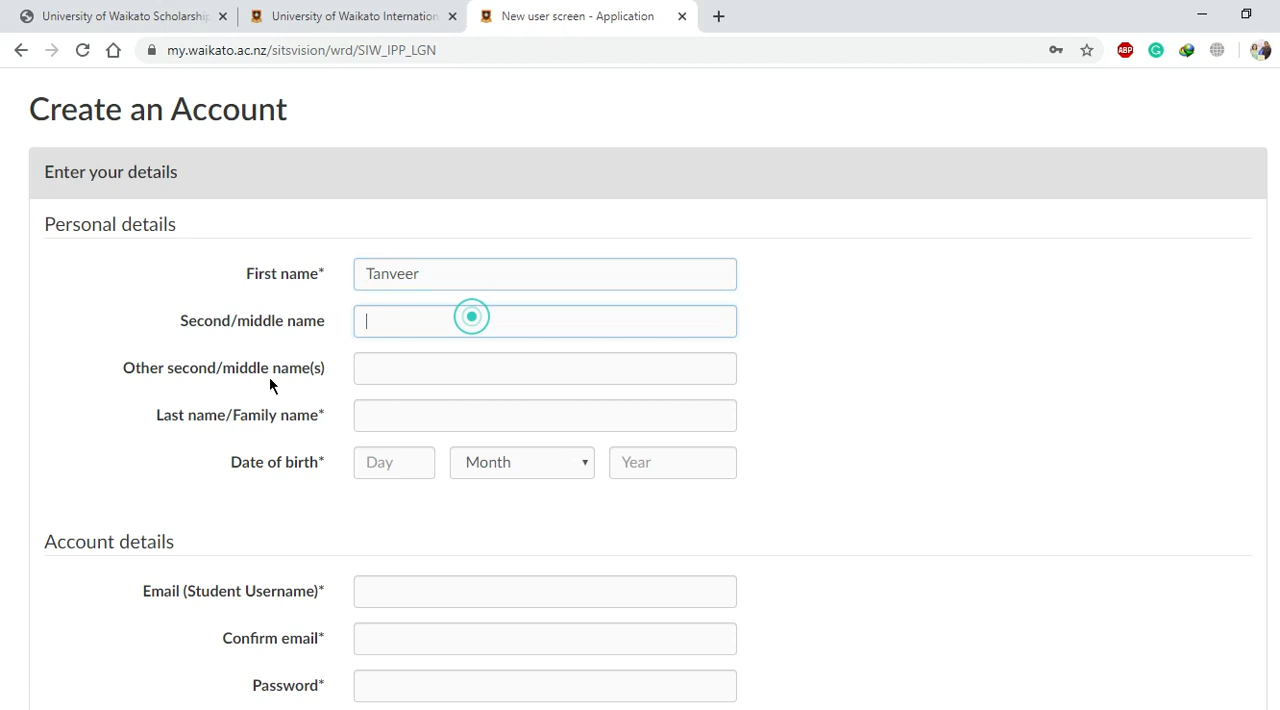 University of Waikato Scholarship
University of Waikato Internation
New user screen - Application
my.waikato.ac.nz/sitsvision/wrd/SIW_IPP_LGN
ABP
Create an Account
Enter your details
Personal details
First name*
Tanveer
Second/middle name
Other second/middle name(s)
Last name/Family name*
Date of birth*
Day
Month
Year
Account details
Email (Student Username)*
Confirm email*
Password*